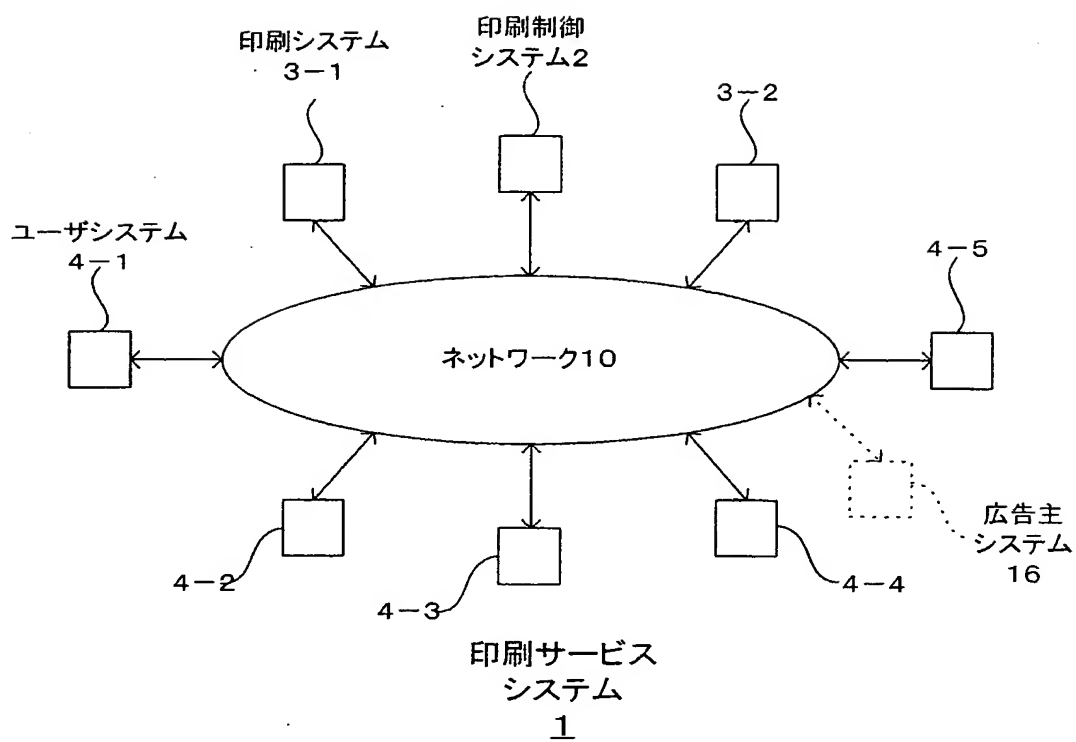 印刷システム
3-1
印刷制御
システム2
3-2
ユーザシステム
4-1
4-5
ネットワーク10
広告主
システム
16
4-2
4-3
4-4
印刷サービス
システム
1